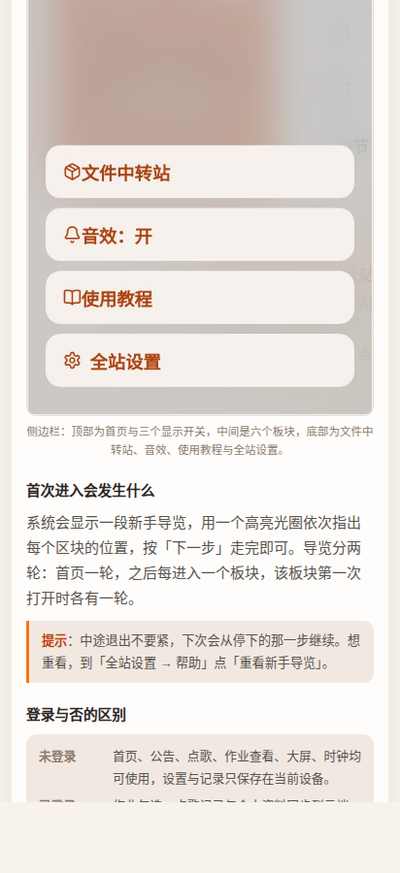 文件中转站
音效：开
使用教程
全站设置
侧边栏：顶部为首页与三个显示开关，中间是六个板块，底部为文件中
转站、音效、使用教程与全站设置。
首次进入会发生什么
系统会显示一段新手导览，用一个高亮光圈依次指出
每个区块的位置，按「下一步」走完即可。导览分两
轮：首页一轮，之后每进入一个板块，该板块第一次
打开时各有一轮。
提示：中途退出不要紧，下次会从停下的那一步继续。想
重看，到「全站设置 → 帮助」点「重看新手导览」。
登录与否的区别
未登录 首页、公告、点歌、作业查看、大屏、时钟均
可使用，设置与记录只保存在当前设备。